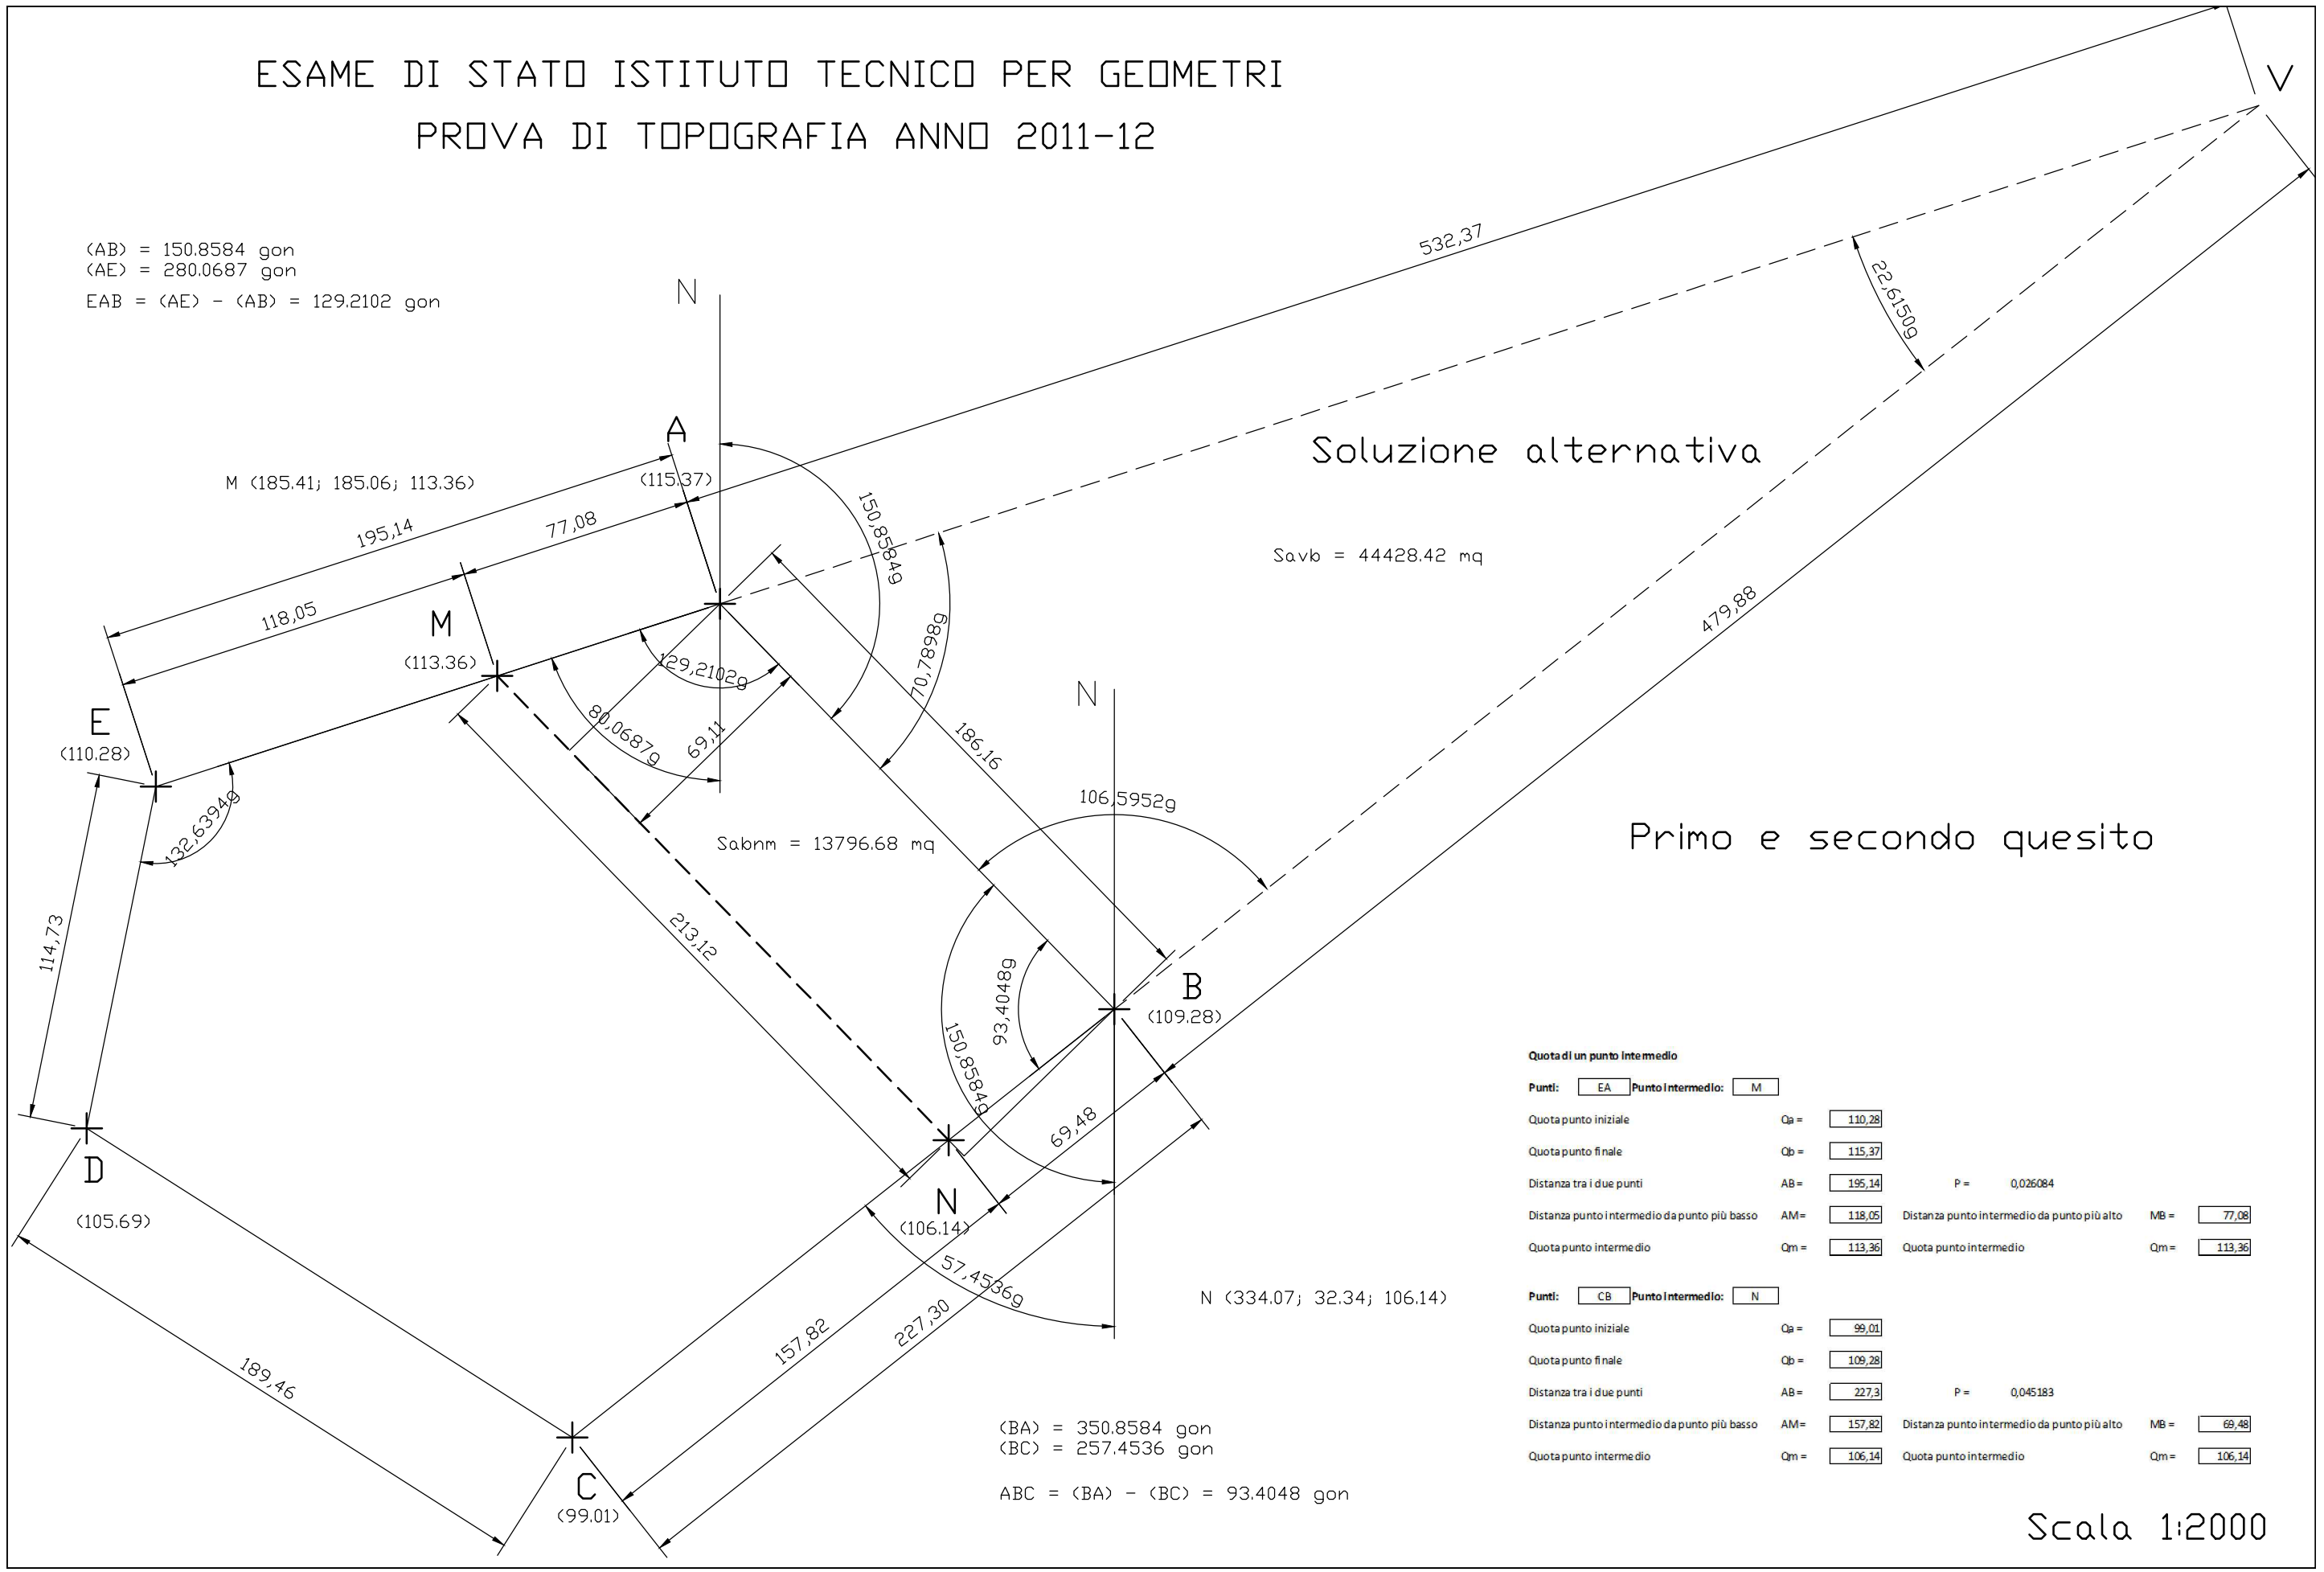 ESAME DI STATO ISTITUTO TECNICO PER GEOMETRI
PROVA DI TOPOGRAFIA ANNO 2011-12
V
532,37
22,6150g
(AB) = 150.8584 gon
(AE) = 280.0687 gon
EAB = (AE) - (AB) = 129.2102 gon
N
A
(115.37)
M (185.41; 185.06; 113.36)
195,14
77,08
118,05
150,8584g
Soluzione alternativa
Savb = 44428.42 mq
479,88
M
(113.36)
129,2102g
70,7898g
80,0687g
69,11
186,16
E
(110.28)
132,6394g
N
106,5952g
Sabnm = 13796.68 mq
Primo e secondo quesito
114,73
213,12
93,4048g
B
(109.28)
150,8584g
69,48
D
(105.69)
N
(106.14)
57,4536g
N (334.07; 32.34; 106.14)
157,82
227,30
189,46
C
(99.01)
(BA) = 350.8584 gon
(BC) = 257.4536 gon
ABC = (BA) - (BC) = 93.4048 gon
Quota di un punto intermedio
Punti: EA Punto intermedio: M
Quota punto iniziale Qa = 110,28
Quota punto finale Qb = 115,37
Distanza tra i due punti AB = 195,14 P = 0,026084
Distanza punto intermedio da punto più basso AM = 118,05 Distanza punto intermedio da punto più alto MB = 77,08
Quota punto intermedio Qm = 113,36 Quota punto intermedio Qm = 113,36
Punti: CB Punto intermedio: N
Quota punto iniziale Qa = 99,01
Quota punto finale Qb = 109,28
Distanza tra i due punti AB = 227,3 P = 0,045183
Distanza punto intermedio da punto più basso AM = 157,82 Distanza punto intermedio da punto più alto MB = 69,48
Quota punto intermedio Qm = 106,14 Quota punto intermedio Qm = 106,14
Scala 1:2000